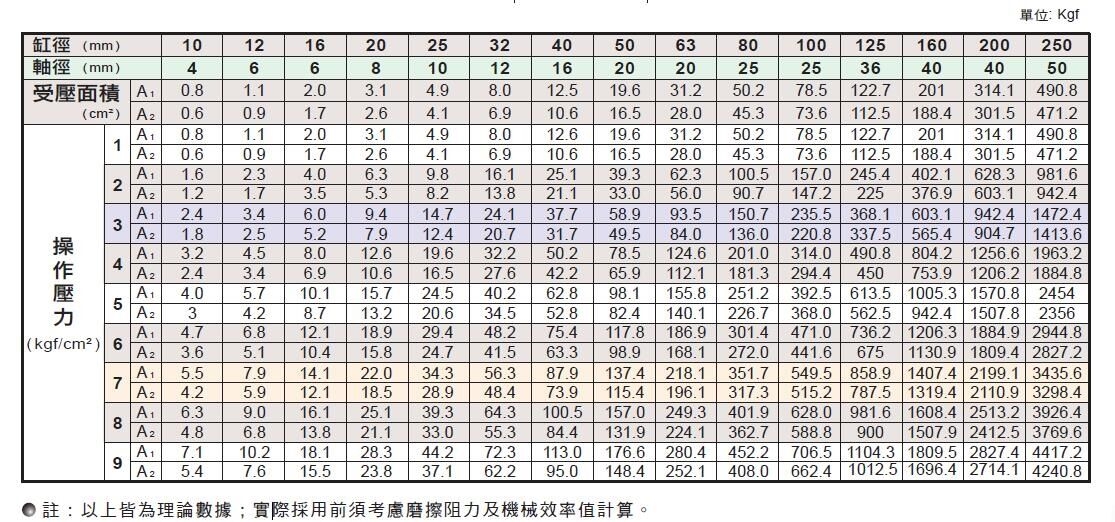 單位: Kgf
缸徑 (mm) 10 12 16 20 25 32 40 50 63 80 100 125 160 200 250
軸徑 (mm) 4 6 6 8 10 12 16 20 20 25 25 36 40 40 50
受壓面積 (cm²) A1 0.8 1.1 2.0 3.1 4.9 8.0 12.5 19.6 31.2 50.2 78.5 122.7 201 314.1 490.8
A2 0.6 0.9 1.7 2.6 4.1 6.9 10.6 16.5 28.0 45.3 73.6 112.5 188.4 301.5 471.2
操作壓力 (kgf/cm²)
1 A1 0.8 1.1 2.0 3.1 4.9 8.0 12.6 19.6 31.2 50.2 78.5 122.7 201 314.1 490.8
A2 0.6 0.9 1.7 2.6 4.1 6.9 10.6 16.5 28.0 45.3 73.6 112.5 188.4 301.5 471.2
2 A1 1.6 2.3 4.0 6.3 9.8 16.1 25.1 39.3 62.3 100.5 157.0 245.4 402.1 628.3 981.6
A2 1.2 1.7 3.5 5.3 8.2 13.8 21.1 33.0 56.0 90.7 147.2 225 376.9 603.1 942.4
3 A1 2.4 3.4 6.0 9.4 14.7 24.1 37.7 58.9 93.5 150.7 235.5 368.1 603.1 942.4 1472.4
A2 1.8 2.5 5.2 7.9 12.4 20.7 31.7 49.5 84.0 136.0 220.8 337.5 565.4 904.7 1413.6
4 A1 3.2 4.5 8.0 12.6 19.6 32.2 50.2 78.5 124.6 201.0 314.0 490.8 804.2 1256.6 1963.2
A2 2.4 3.4 6.9 10.6 16.5 27.6 42.2 65.9 112.1 181.3 294.4 450 753.9 1206.2 1884.8
5 A1 4.0 5.7 10.1 15.7 24.5 40.2 62.8 98.1 155.8 251.2 392.5 613.5 1005.3 1570.8 2454
A2 3 4.2 8.7 13.2 20.6 34.5 52.8 82.4 140.1 226.7 368.0 562.5 942.4 1507.8 2356
6 A1 4.7 6.8 12.1 18.9 29.4 48.2 75.4 117.8 186.9 301.4 471.0 736.2 1206.3 1884.9 2944.8
A2 3.6 5.1 10.4 15.8 24.7 41.5 63.3 98.9 168.1 272.0 441.6 675 1130.9 1809.4 2827.2
7 A1 5.5 7.9 14.1 22.0 34.3 56.3 87.9 137.4 218.1 351.7 549.5 858.9 1407.4 2199.1 3435.6
A2 4.2 5.9 12.1 18.5 28.9 48.4 73.9 115.4 196.1 317.3 515.2 787.5 1319.4 2110.9 3298.4
8 A1 6.3 9.0 16.1 25.1 39.3 64.3 100.5 157.0 249.3 401.9 628.0 981.6 1608.4 2513.2 3926.4
A2 4.8 6.8 13.8 21.1 33.0 55.3 84.4 131.9 224.1 362.7 588.8 900 1507.9 2412.5 3769.6
9 A1 7.1 10.2 18.1 28.3 44.2 72.3 113.0 176.6 280.4 452.2 706.5 1104.3 1809.5 2827.4 4417.2
A2 5.4 7.6 15.5 23.8 37.1 62.2 95.0 148.4 252.1 408.0 662.4 1012.5 1696.4 2714.1 4240.8
註：以上皆為理論數據；實際採用前須考慮磨擦阻力及機械效率值計算。